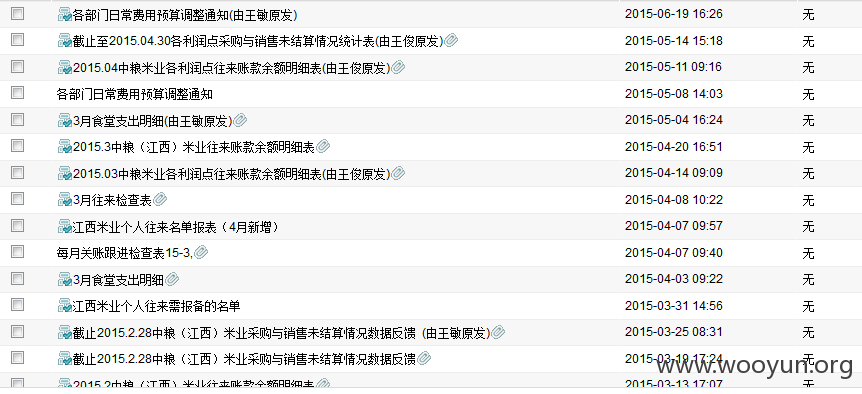 各部门日常费用预算调整通知(由王敏原发) 2015-06-19 16:26 无
截止至2015.04.30各利润点采购与销售未结算情况统计表(由王俊原发) 2015-05-14 15:18 无
2015.04中粮米业各利润点往来账款余额明细表(由王俊原发) 2015-05-11 09:16 无
各部门日常费用预算调整通知 2015-05-08 14:03 无
3月食堂支出明细(由王敏原发) 2015-05-04 16:24 无
2015.3中粮（江西）米业往来账款余额明细表 2015-04-20 16:51 无
2015.03中粮米业各利润点往来账款余额明细表(由王俊原发) 2015-04-14 09:09 无
3月往来检查表 2015-04-08 10:22 无
江西米业个人往来名单报表（4月新增） 2015-04-07 09:57 无
每月关账跟进检查表15-3, 2015-04-07 09:40 无
3月食堂支出明细 2015-04-03 09:22 无
江西米业个人往来需报备的名单 2015-03-31 14:56 无
截止2015.2.28中粮（江西）米业采购与销售未结算情况数据反馈 (由王敏原发) 2015-03-25 08:31 无
截止2015.2.28中粮（江西）米业采购与销售未结算情况数据反馈 2015-03-19 17:24 无
www.wooyun.org
2015.2中粮（江西）米业往来账款余额明细表 2015-03-13 17:07 无